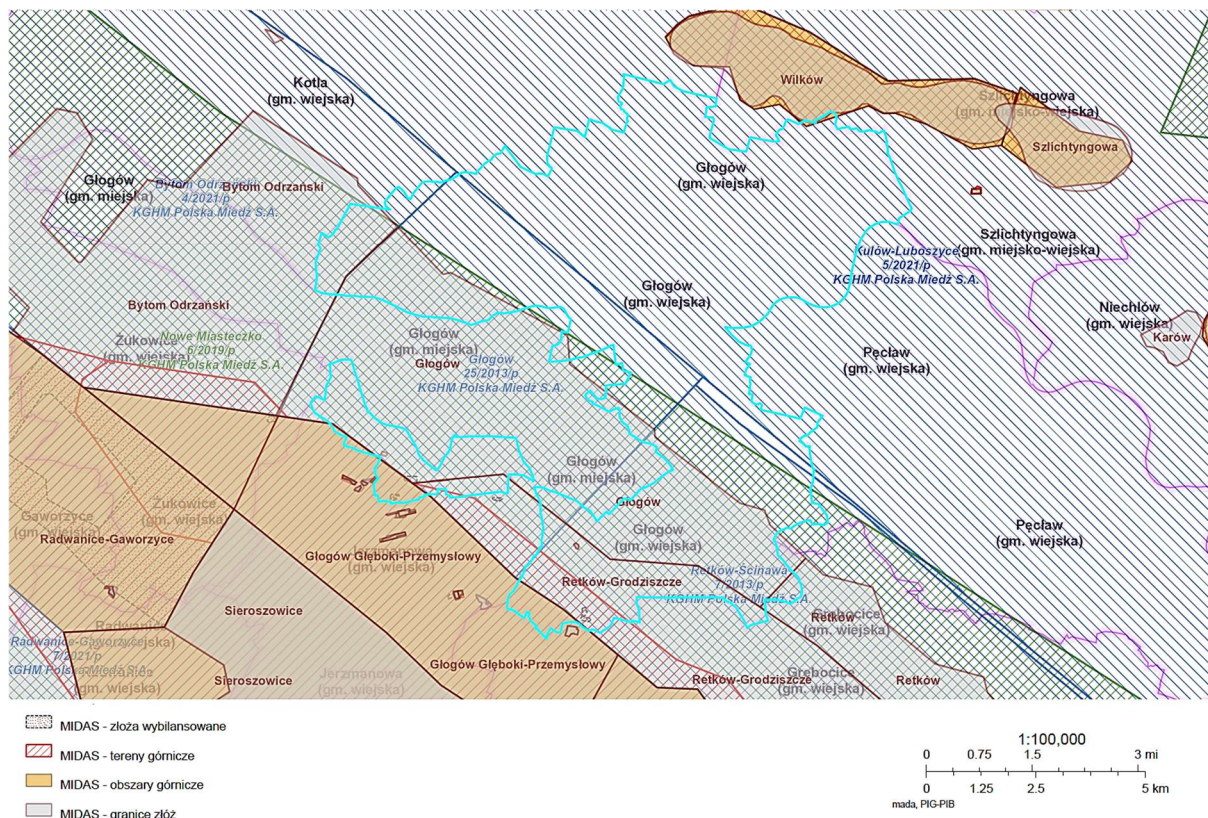 Kotla
(gm. wiejska)
Wilków
Szlichtyngowa
(gm. miejsko-wiejska)
Szlichtyngowa
Głogów
(gm. miejska)
Bytom Odrzański
4/2021/p
KGHM Polska Miedź S.A.
Bytom Odrzański
Głogów
(gm. wiejska)
Szlichtyngowa
(gm. miejsko-wiejska)
Kulów-Luboszyce
5/2021/p
KGHM Polska Miedź S.A.
Głogów
(gm. wiejska)
Bytom Odrzański
Niechlów
(gm. wiejska)
Karów
Żukowice
(gm. wiejska)
Nowe Miasteczko
5/2019/p
KGHM Polska Miedź S.A.
Głogów
(gm. miejska)
Głogów
Głogów
25/2013/p
KGHM Polska Miedź S.A.
Pęcław
(gm. wiejska)
Głogów
(gm. miejska)
Głogów
Żukowice
(gm. wiejska)
Gaworzyce
(gm. wiejska)
Radwanice-Gaworzyce
Głogów
(gm. wiejska)
Pęcław
(gm. wiejska)
Jerzmanowa
(gm. wiejska)
Głogów Głęboki-Przemysłowy
Retków-Grodziszcze
Retków-Ścinawa
7/2013/p
KGHM Polska Miedź S.A.
Sieroszowice
Grębocice
(gm. wiejska)
Retków
Radwanice
(gm. wiejska)
Radwanice-Gaworzyce
7/2021/p
KGHM Polska Miedź S.A.
Radwanice
(gm. wiejska)
Sieroszowice
Jerzmanowa
(gm. wiejska)
Głogów Głęboki-Przemysłowy
Retków-Grodziszcze
Grębocice
(gm. wiejska)
Retków
MIDAS - złoża wybilansowane
MIDAS - tereny górnicze
MIDAS - obszary górnicze
MIDAS - granice złóż
1:100,000
0 0.75 1.5 3 mi
0 1.25 2.5 5 km
mada, PIG-PIB